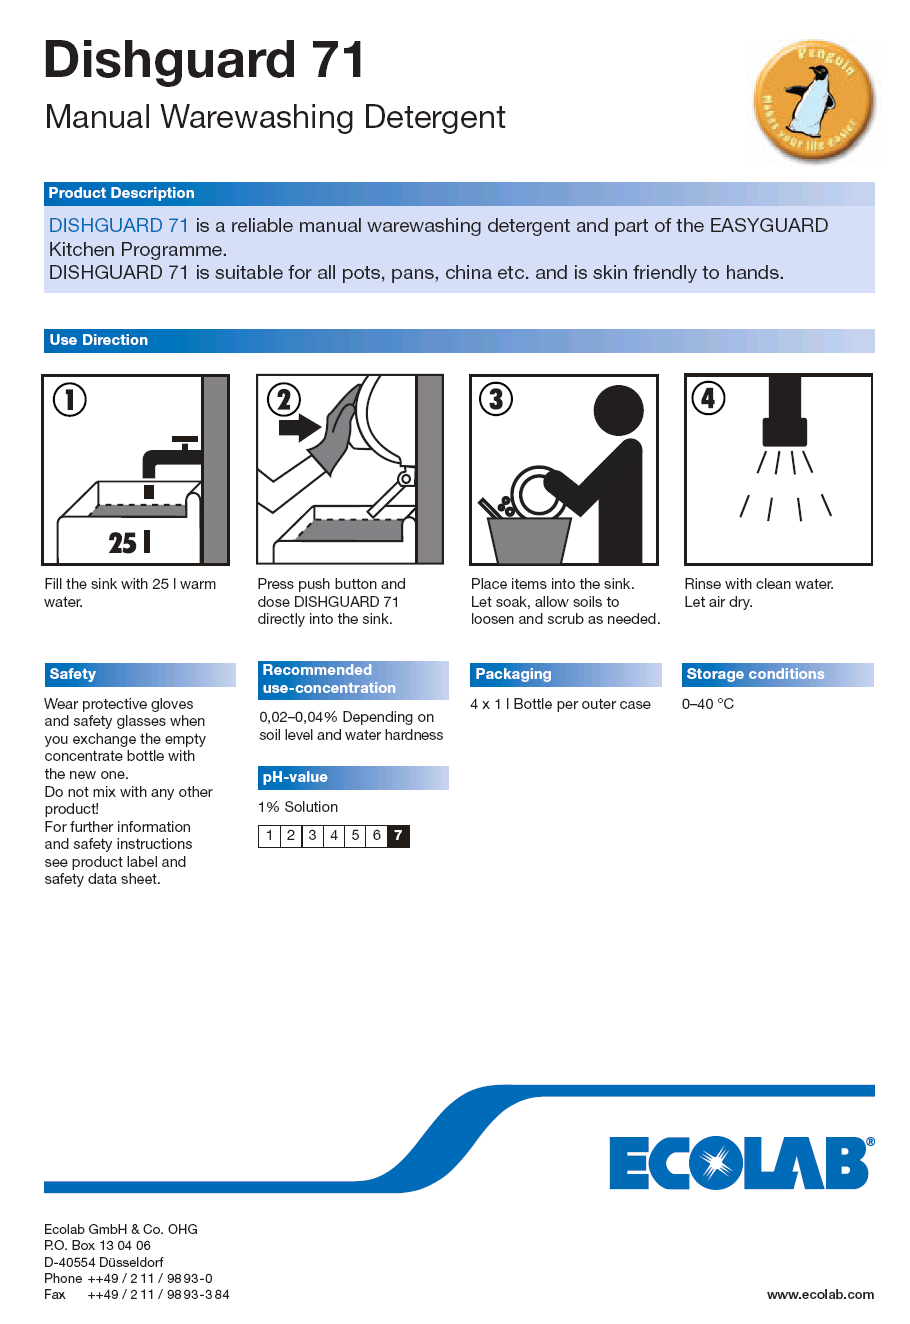 Dishguard 71
Manual Warewashing Detergent
Penguin
Makes your life easier
Product Description
DISHGUARD 71 is a reliable manual warewashing detergent and part of the EASYGUARD
Kitchen Programme.
DISHGUARD 71 is suitable for all pots, pans, china etc. and is skin friendly to hands.
Use Direction
1
25 l
Fill the sink with 25 l warm
water.
2
Press push button and
dose DISHGUARD 71
directly into the sink.
3
Place items into the sink.
Let soak, allow soils to
loosen and scrub as needed.
4
Rinse with clean water.
Let air dry.
Safety
Wear protective gloves
and safety glasses when
you exchange the empty
concentrate bottle with
the new one.
Do not mix with any other
product!
For further information
and safety instructions
see product label and
safety data sheet.
Recommended
use-concentration
0,02–0,04% Depending on
soil level and water hardness
pH-value
1% Solution
1 2 3 4 5 6 7
Packaging
4 x 1 l Bottle per outer case
Storage conditions
0–40 °C
ECOLAB®
Ecolab GmbH & Co. OHG
P.O. Box 13 04 06
D-40554 Düsseldorf
Phone ++49 / 2 11 / 98 93-0
Fax ++49 / 2 11 / 98 93-3 84
www.ecolab.com